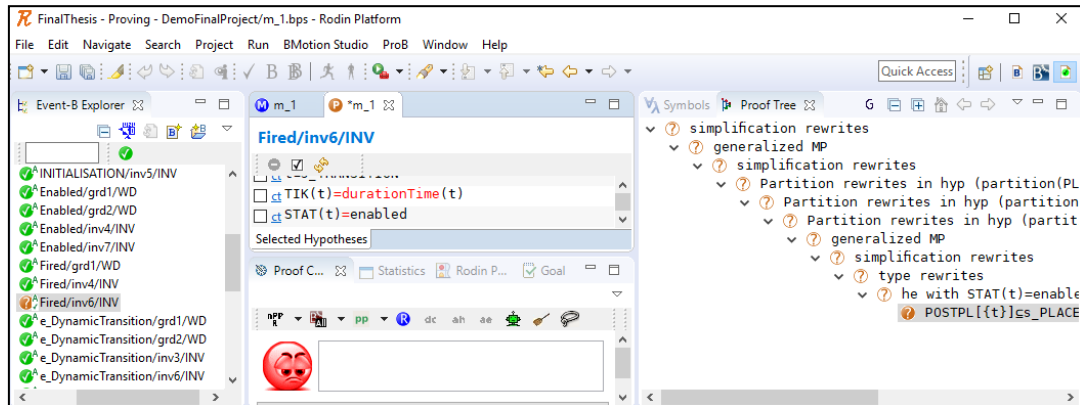 FinalThesis - Proving - DemoFinalProject/m_1.bps - Rodin Platform
File Edit Navigate Search Project Run BMotion Studio ProB Window Help
Quick Access
Event-B Explorer
INITIALISATION/inv5/INV
Enabled/grd1/WD
Enabled/grd2/WD
Enabled/inv4/INV
Enabled/inv7/INV
Fired/grd1/WD
Fired/inv4/INV
Fired/inv6/INV
e_DynamicTransition/grd1/WD
e_DynamicTransition/grd2/WD
e_DynamicTransition/inv3/INV
e_DynamicTransition/inv6/INV
m_1 *m_1
Fired/inv6/INV
ct TIK(t)=durationTime(t)
ct STAT(t)=enabled
Selected Hypotheses
Proof C... Statistics Rodin P... Goal
nPP R pp R dc ah ae
Symbols Proof Tree G
simplification rewrites
generalized MP
simplification rewrites
Partition rewrites in hyp (partition(PL
Partition rewrites in hyp (partition
Partition rewrites in hyp (partit
generalized MP
simplification rewrites
type rewrites
he with STAT(t)=enable
POSTPL[{t}]⊆s_PLACE